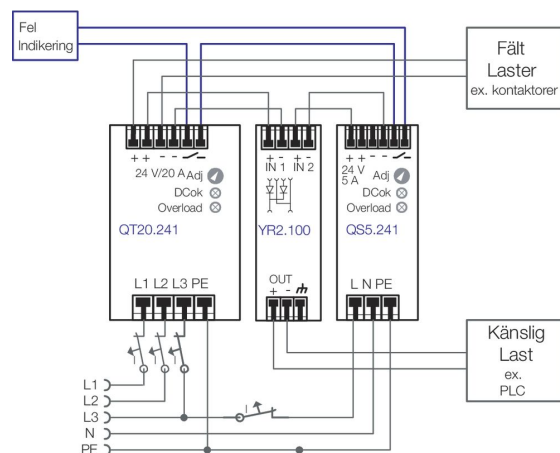 Fel
Indikering
Fält
Laster
ex. kontaktorer
+ + - -
24 V/20 A
Adj
DCok
Overload
QT20.241
L1 L2 L3 PE
+ - + -
IN 1 IN 2
YR2.100
OUT
+ -
+ + - -
24 V
5 A
Adj
DCok
Overload
QS5.241
L N PE
Känslig
Last
ex.
PLC
I
I
I
I
L1
L2
L3
N
PE